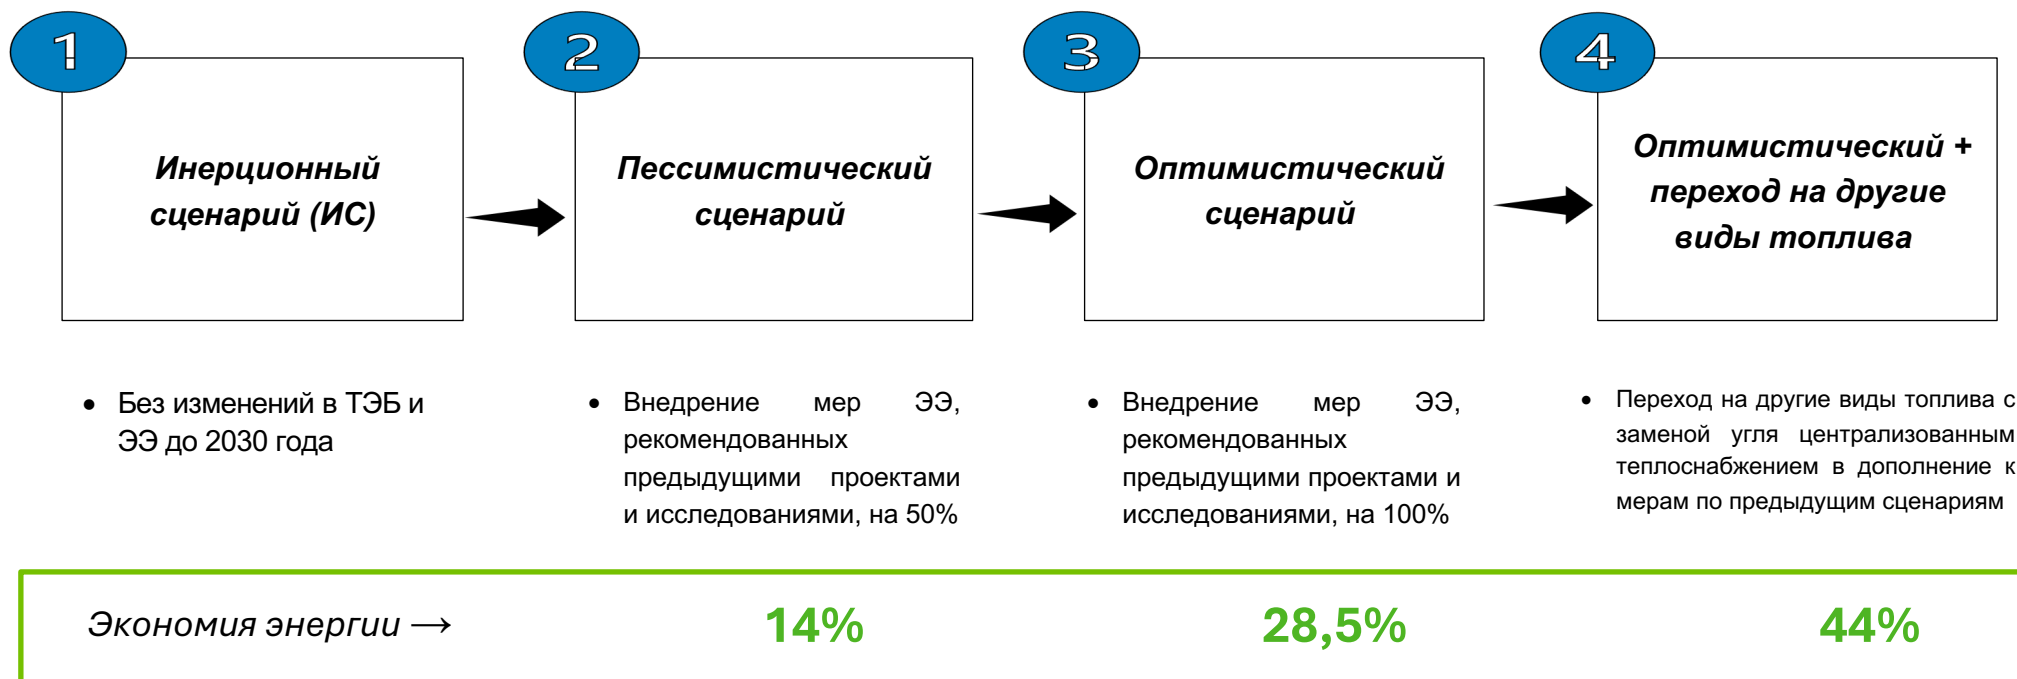 1
Инерционный
сценарий (ИС)
2
Пессимистический
сценарий
3
Оптимистический
сценарий
4
Оптимистический +
переход на другие
виды топлива
• Без изменений в ТЭБ и
ЭЭ до 2030 года
• Внедрение мер ЭЭ,
рекомендованных
предыдущими проектами
и исследованиями, на 50%
• Внедрение мер ЭЭ,
рекомендованных
предыдущими проектами и
исследованиями, на 100%
• Переход на другие виды топлива с
заменой угля централизованным
теплоснабжением в дополнение к
мерам по предыдущим сценариям
Экономия энергии → 14% 28,5% 44%